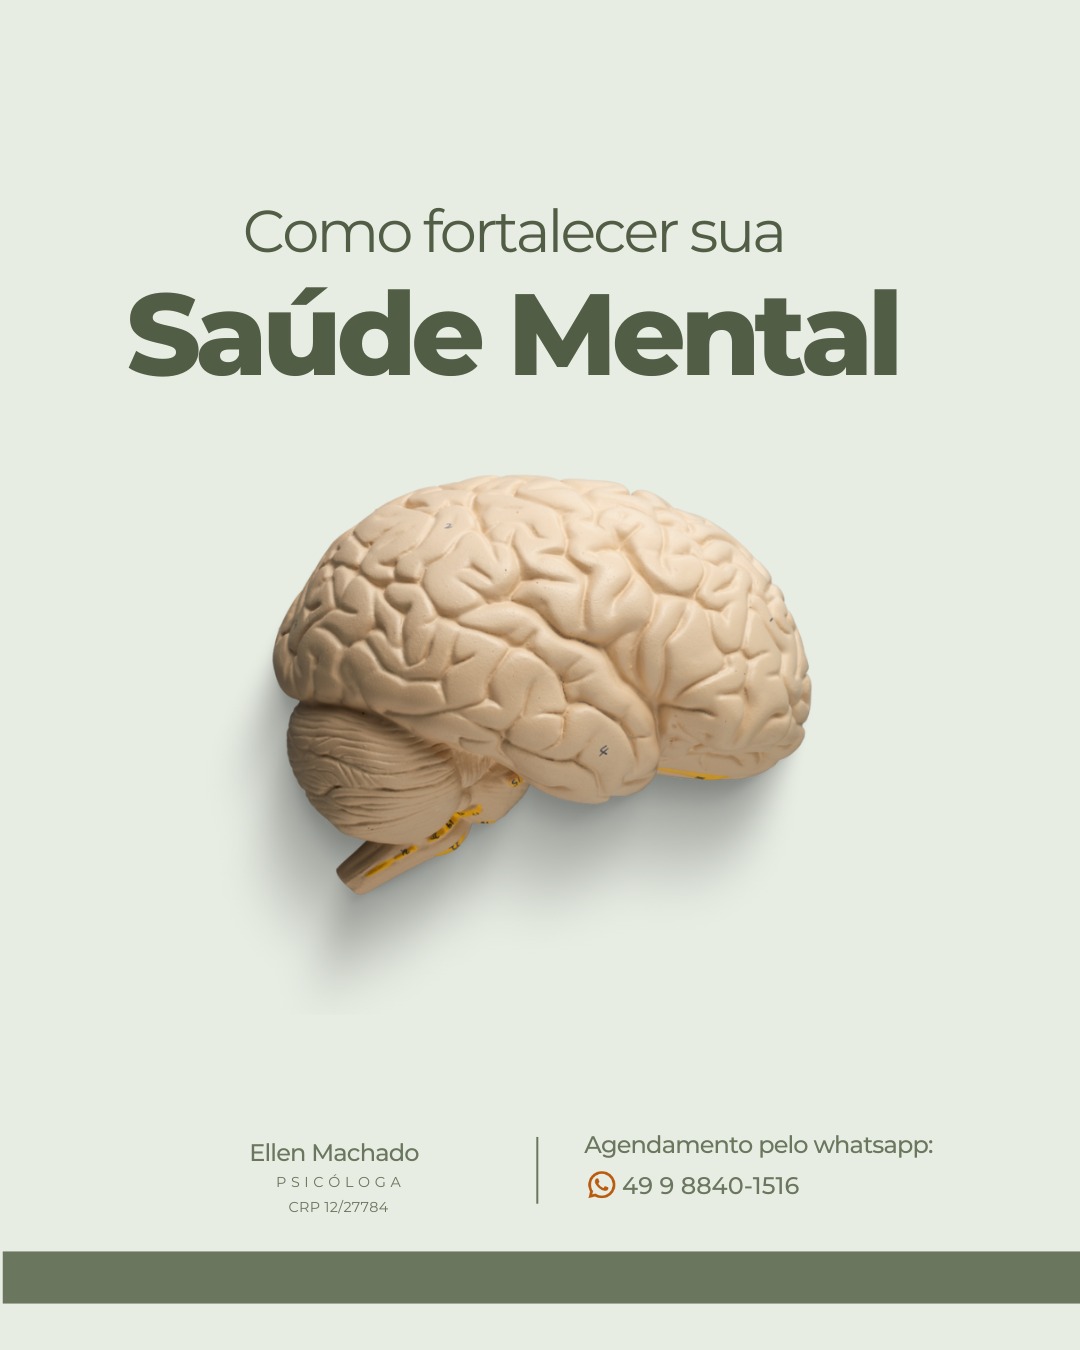 Como fortalecer sua
Saúde Mental
Ellen Machado
PSICÓLOGA
CRP 12/27784
Agendamento pelo whatsapp:
49 9 8840-1516